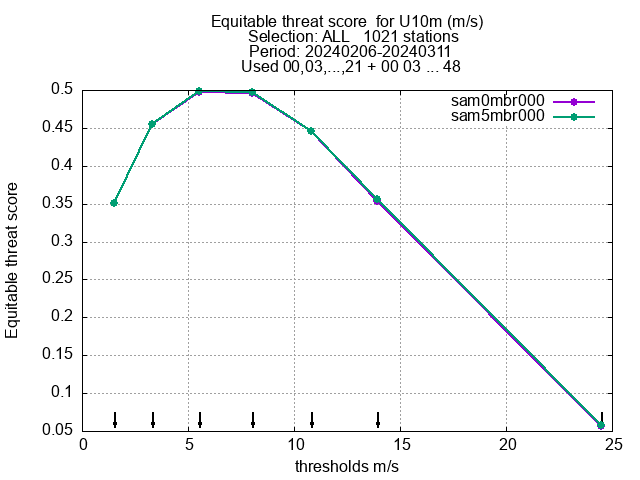 Equitable threat score  for U10m (m/s)
Selection: ALL   1021 stations
Period: 20240206-20240311
Used 00,03,...,21 + 00 03 ... 48
sam0mbr000
sam5mbr000
0.5
0.45
0.4
0.35
0.3
0.25
0.2
0.15
0.1
0.05
Equitable threat score
0 5 10 15 20 25
thresholds m/s